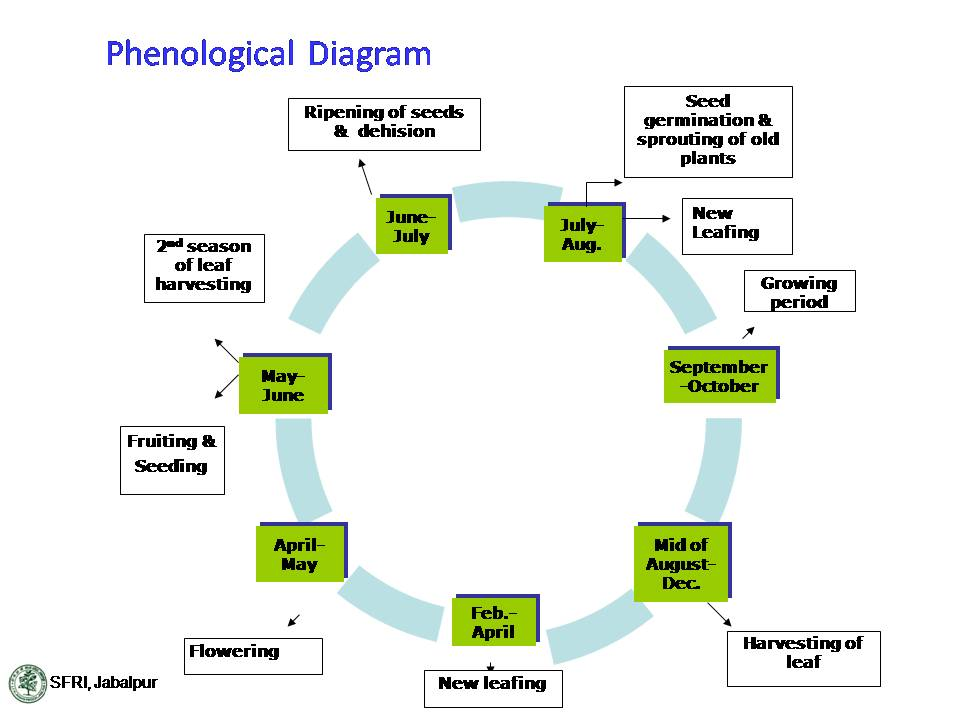 Phenological Diagram
Ripening of seeds
& dehision
Seed
germination &
sprouting of old
plants
June-
July
July-
Aug.
New
Leafing
2nd season
of leaf
harvesting
Growing
period
May-
June
September
-October
Fruiting &
Seeding
April-
May
Mid of
August-
Dec.
Feb.-
April
Flowering
Harvesting of
leaf
New leafing
SFRI, Jabalpur